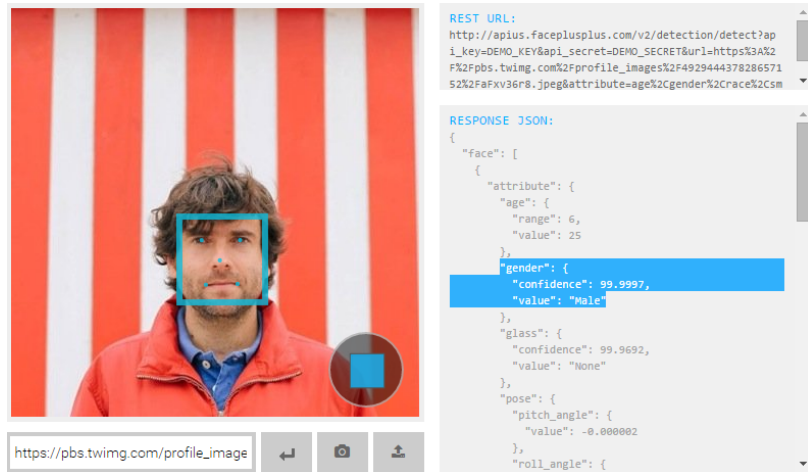 REST URL:
http://apius.faceplusplus.com/v2/detection/detect?ap
i_key=DEMO_KEY&api_secret=DEMO_SECRET&url=https%3A%2
F%2Fpbs.twimg.com%2Fprofile_images%2F4929444378286571
52%2FaFxv36r8.jpeg&attribute=age%2Cgender%2Crace%2Csm
RESPONSE JSON:
{
"face": [
{
"attribute": {
"age": {
"range": 6,
"value": 25
},
"gender": {
"confidence": 99.9997,
"value": "Male"
},
"glass": {
"confidence": 99.9692,
"value": "None"
},
"pose": {
"pitch_angle": {
"value": -0.000002
},
"roll_angle": {
https://pbs.twimg.com/profile_image